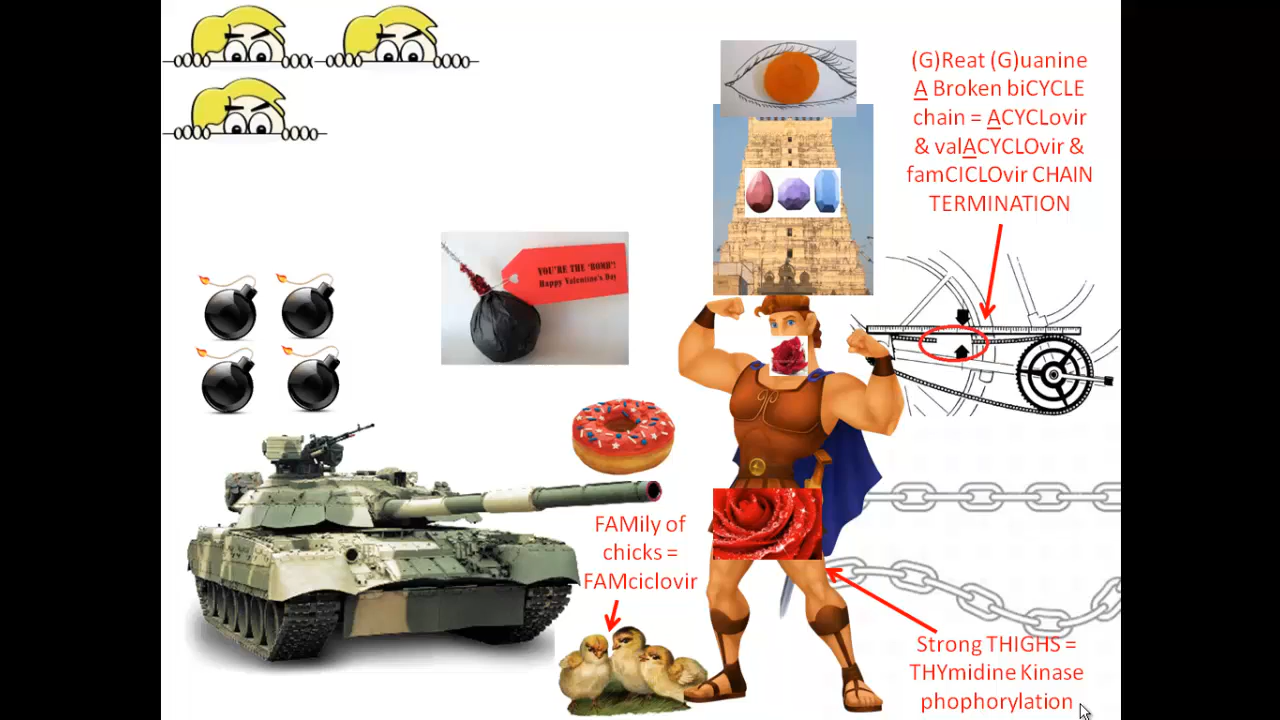 (G)Reat (G)uanine
A Broken biCYCLE
chain = ACYCLovir
& valACYCLOvir &
famCICLOvir CHAIN
TERMINATION
YOU'RE THE 'BOMB'!
Happy Valentine's Day
FAMily of
chicks =
FAMciclovir
Strong THIGHS =
THYmidine Kinase
phophorylation